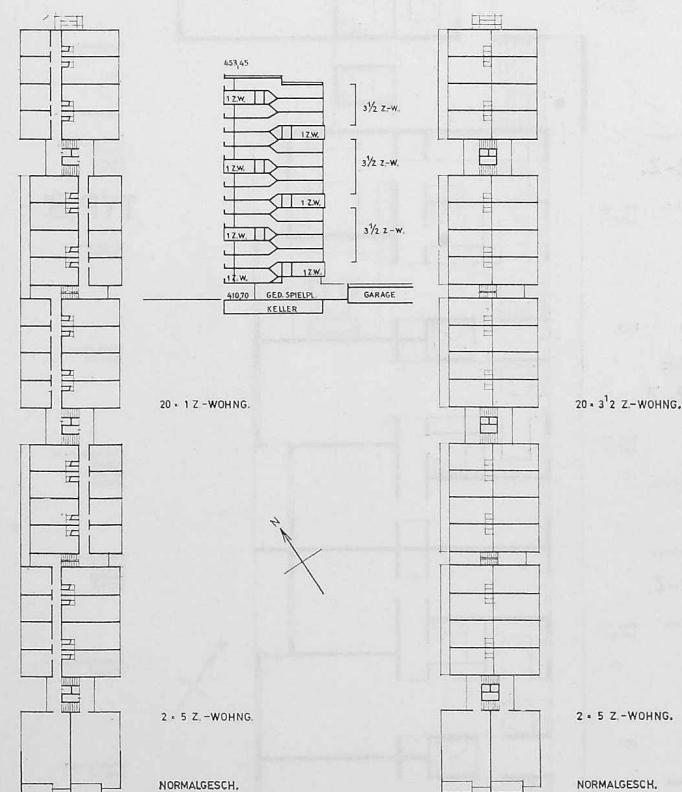 453,45
1 Z.W.
3½ Z.-W.
1 Z.W.
1 Z.W.
3½ Z.-W.
1 Z.W.
1 Z.W.
3½ Z.-W.
1 Z.W.
1 Z.W.
410,70 GED. SPIELPL. GARAGE
KELLER
20 × 1 Z.-WOHNG.
20 × 3½ Z.-WOHNG.
N
2 × 5 Z.-WOHNG.
2 × 5 Z.-WOHNG.
NORMALGESCH.
NORMALGESCH.